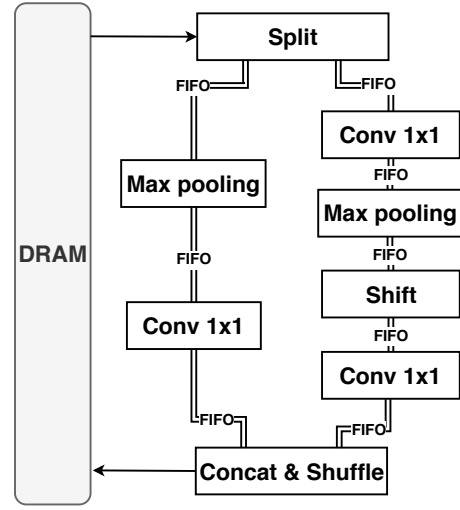 Split
FIFO
FIFO
Conv 1x1
FIFO
Max pooling
Max pooling
DRAM
FIFO
FIFO
Shift
Conv 1x1
FIFO
Conv 1x1
FIFO
FIFO
Concat & Shuffle